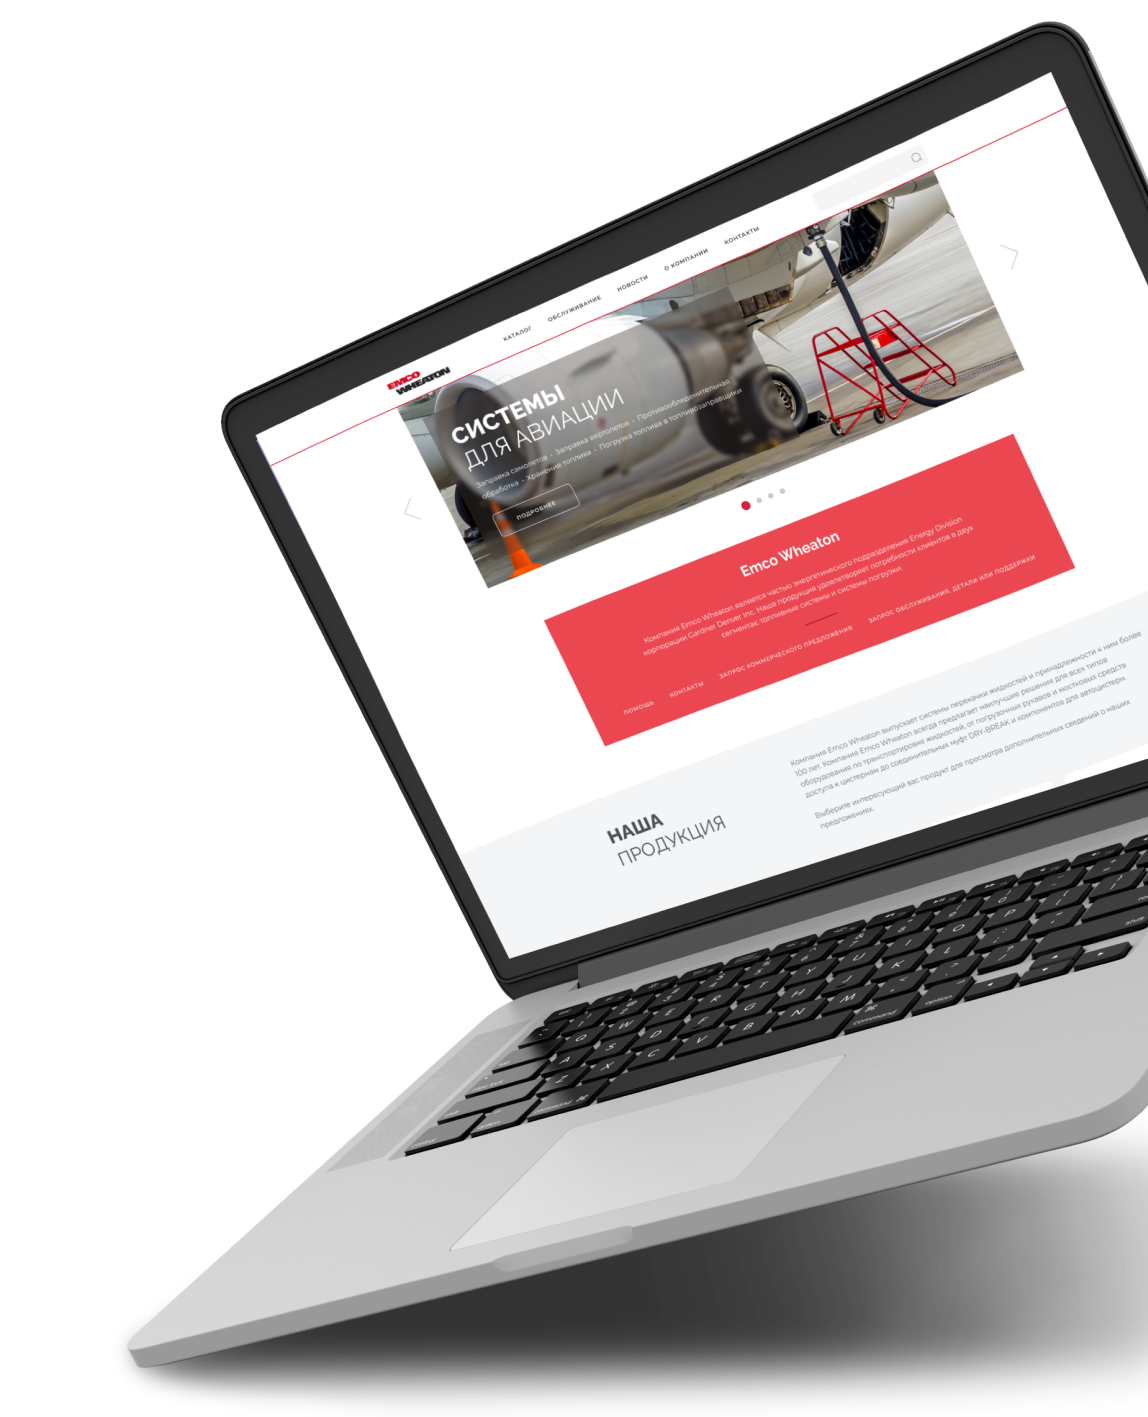 EMCO
WHEATON
КАТАЛОГ
ОБСЛУЖИВАНИЕ
НОВОСТИ
О КОМПАНИИ
КОНТАКТЫ
СИСТЕМЫ
ДЛЯ АВИАЦИИ
Заправка самолетов • Заправка вертолетов • Противообледенительная
обработка • Хранение топлива • Погрузка топлива в топливозаправщики
ПОДРОБНЕЕ
Emco Wheaton
Компания Emco Wheaton является частью энергетического подразделения Energy Division
корпорации Gardner Denver Inc. Наша продукция удовлетворяет потребности клиентов в двух
сегментах: топливные системы и системы погрузки.
ПОМОЩЬ
КОНТАКТЫ
ЗАПРОС КОММЕРЧЕСКОГО ПРЕДЛОЖЕНИЯ
ЗАПРОС ОБСЛУЖИВАНИЯ, ДЕТАЛИ ИЛИ ПОДДЕРЖКИ
НАША
ПРОДУКЦИЯ
Компания Emco Wheaton выпускает системы перекачки жидкостей и принадлежности к ним более
100 лет. Компания Emco Wheaton всегда предлагает наилучшие решения для всех типов
оборудования по транспортировке жидкостей, от погрузочных рукавов и мостковых средств
доступа к цистернам до соединительных муфт DRY-BREAK и компонентов для автоцистерн.
Выберите интересующий вас продукт для просмотра дополнительных сведений о наших
предложениях.
Q W E R T Y U I O P
A S D F G H J K L
shift
Z X C V B N M
command
command
option